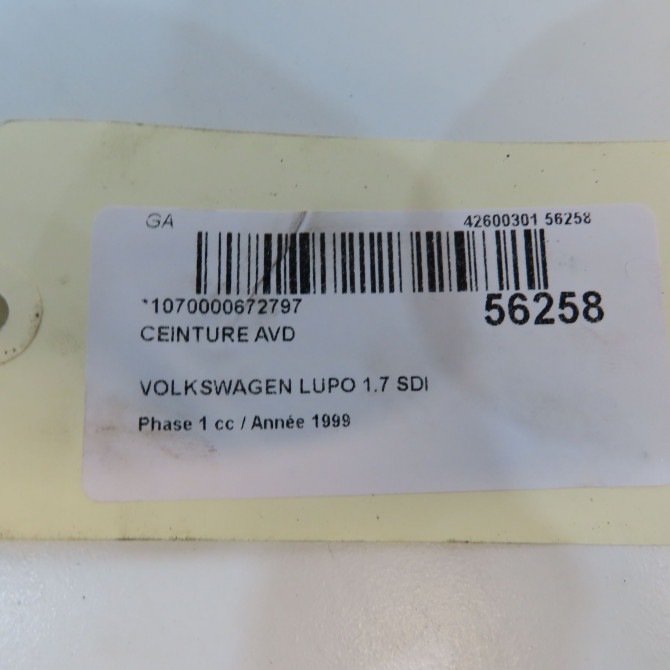 GA 42600301 56258
*1070000672797 56258
CEINTURE AVD
VOLKSWAGEN LUPO 1.7 SDI
Phase 1 cc / Année 1999